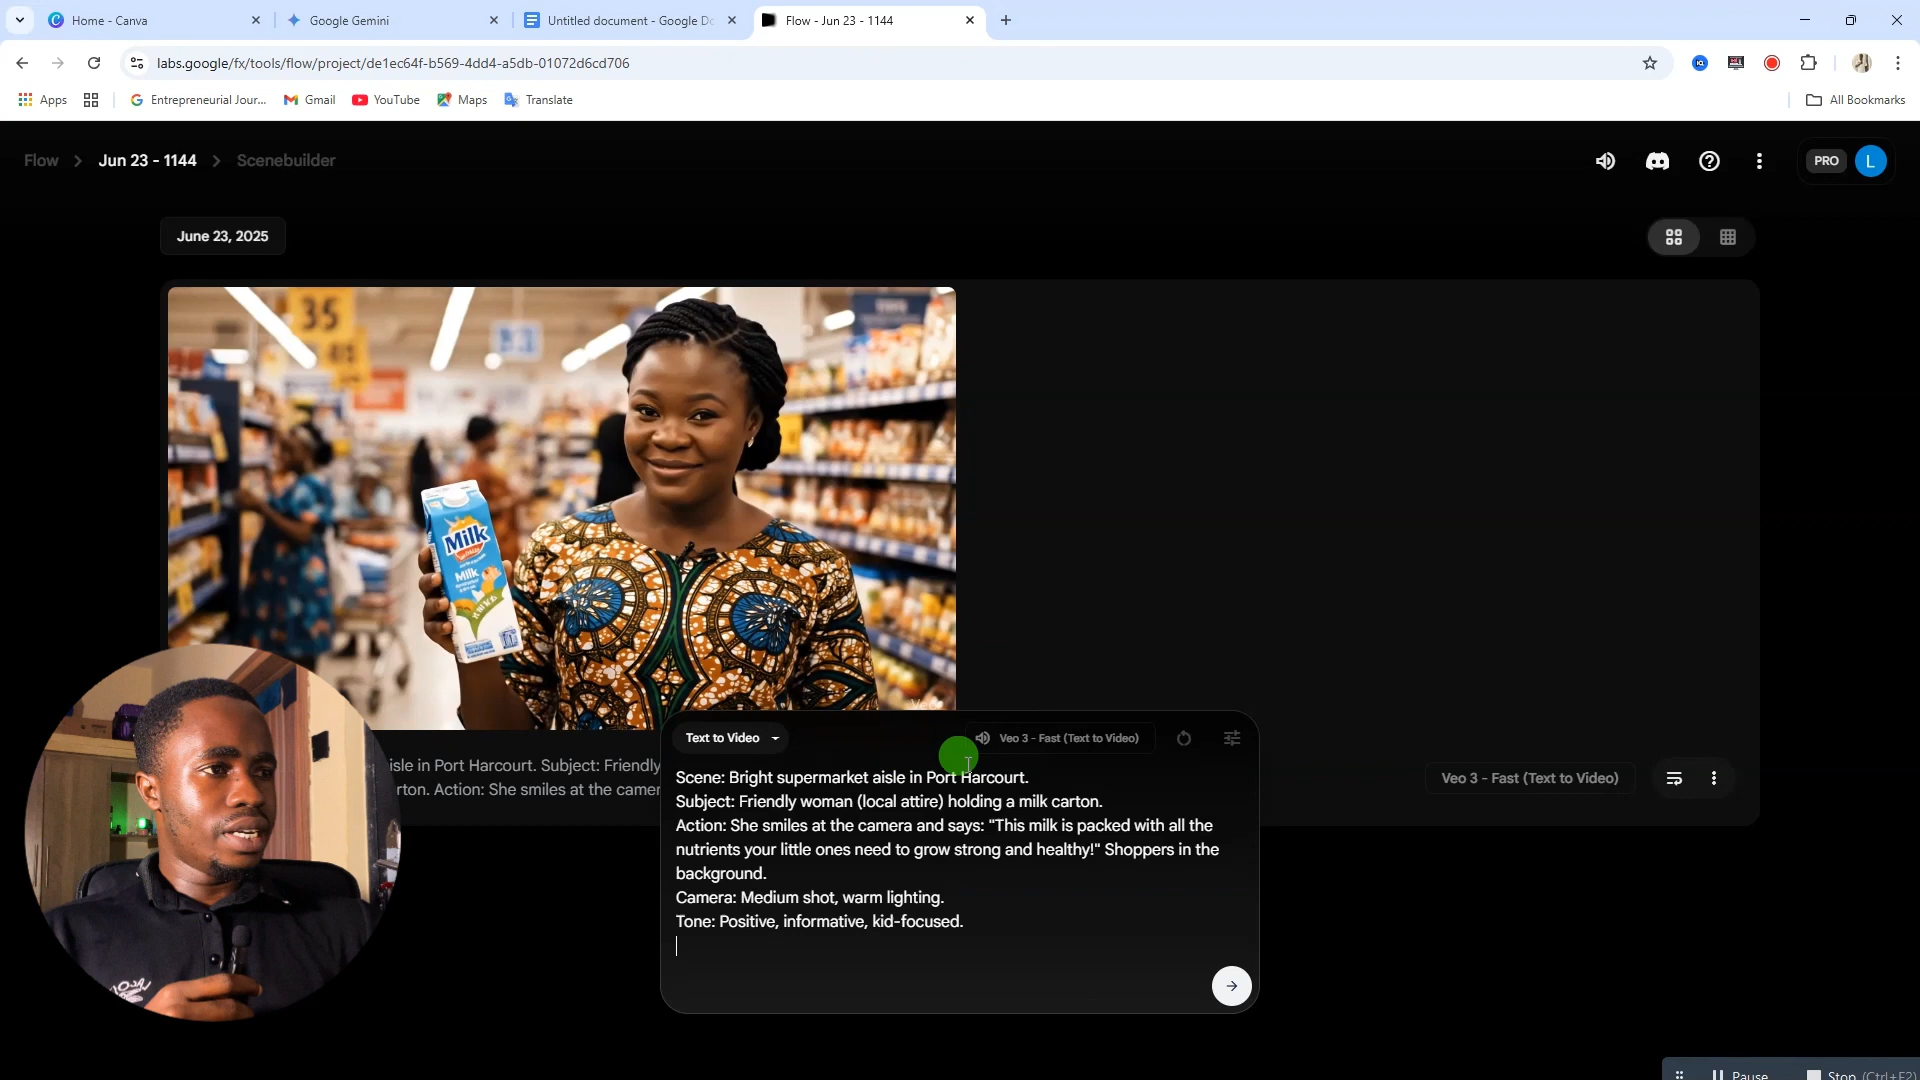 Home - Canva
Google Gemini
Untitled document - Google Dc
Flow - Jun 23 - 1144
labs.google/fx/tools/flow/project/de1ec64f-b569-4dd4-a5db-01072d6cd706
Apps
Entrepreneurial Jour...
Gmail
YouTube
Maps
Translate
All Bookmarks
Flow
Jun 23 - 1144
Scenebuilder
PRO
L
June 23, 2025
35
Milk
Milk
isle in Port Harcourt. Subject: Friendly
rton. Action: She smiles at the camer
Text to Video
Veo 3 - Fast (Text to Video)
Scene: Bright supermarket aisle in Port Harcourt.
Subject: Friendly woman (local attire) holding a milk carton.
Action: She smiles at the camera and says: "This milk is packed with all the
nutrients your little ones need to grow strong and healthy!" Shoppers in the
background.
Camera: Medium shot, warm lighting.
Tone: Positive, informative, kid-focused.
Veo 3 - Fast (Text to Video)
Pause
Stop (Ctrl+F2)